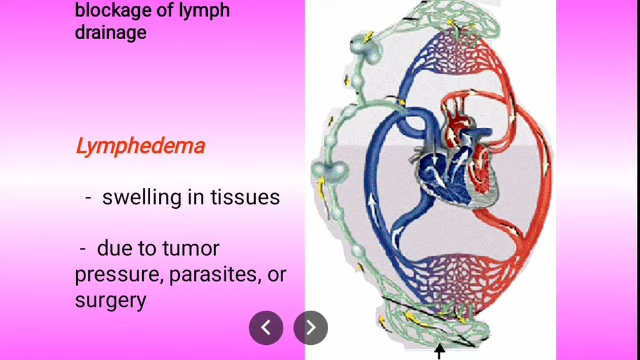 blockage of lymph
drainage
Lymphedema
- swelling in tissues
- due to tumor
pressure, parasites, or
surgery